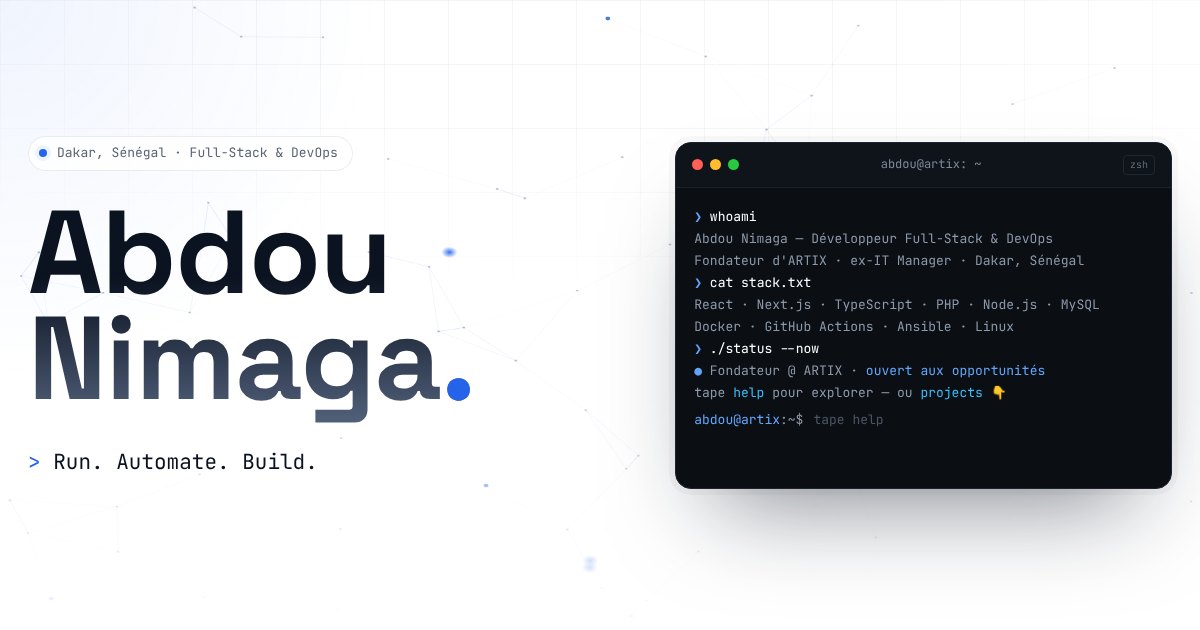 Dakar, Sénégal · Full-Stack & DevOps
Abdou
Nimaga.
> Run. Automate. Build.
abdou@artix: ~
zsh
❯ whoami
Abdou Nimaga — Développeur Full-Stack & DevOps
Fondateur d'ARTIX · ex-IT Manager · Dakar, Sénégal
❯ cat stack.txt
React · Next.js · TypeScript · PHP · Node.js · MySQL
Docker · GitHub Actions · Ansible · Linux
❯ ./status --now
● Fondateur @ ARTIX · ouvert aux opportunités
tape help pour explorer — ou projects 👇
abdou@artix:~$ tape help